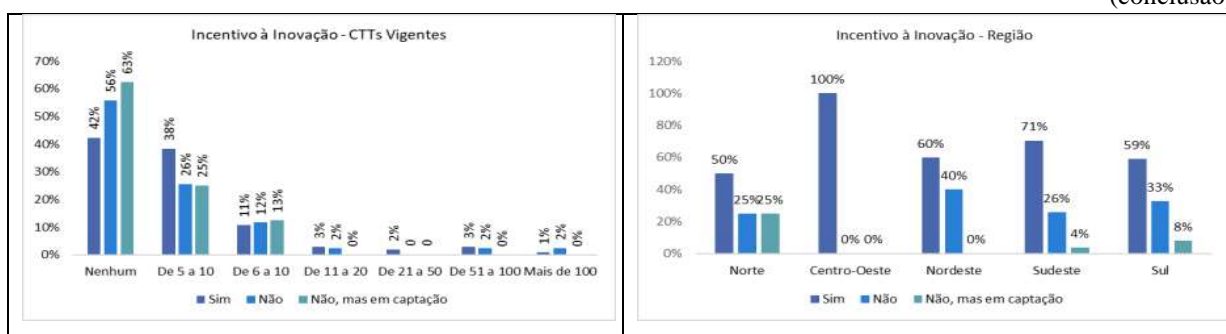 (conclusão
Incentivo à Inovação - CTTs Vigentes
70%
60%
50%
40%
30%
20%
10%
0%
42% 56% 63%
38% 26% 25%
11% 12% 13%
3% 2% 0%
2% 0 0
3% 2% 0%
1% 2% 0%
Nenhum De 5 a 10 De 6 a 10 De 11 a 20 De 21 a 50 De 51 a 100 Mais de 100
Sim Não Não, mas em captação
Incentivo à Inovação - Região
120%
100%
80%
60%
40%
20%
0%
50% 25% 25%
100% 0% 0%
60% 40% 0%
71% 26% 4%
59% 33% 8%
Norte Centro-Oeste Nordeste Sudeste Sul
Sim Não Não, mas em captação